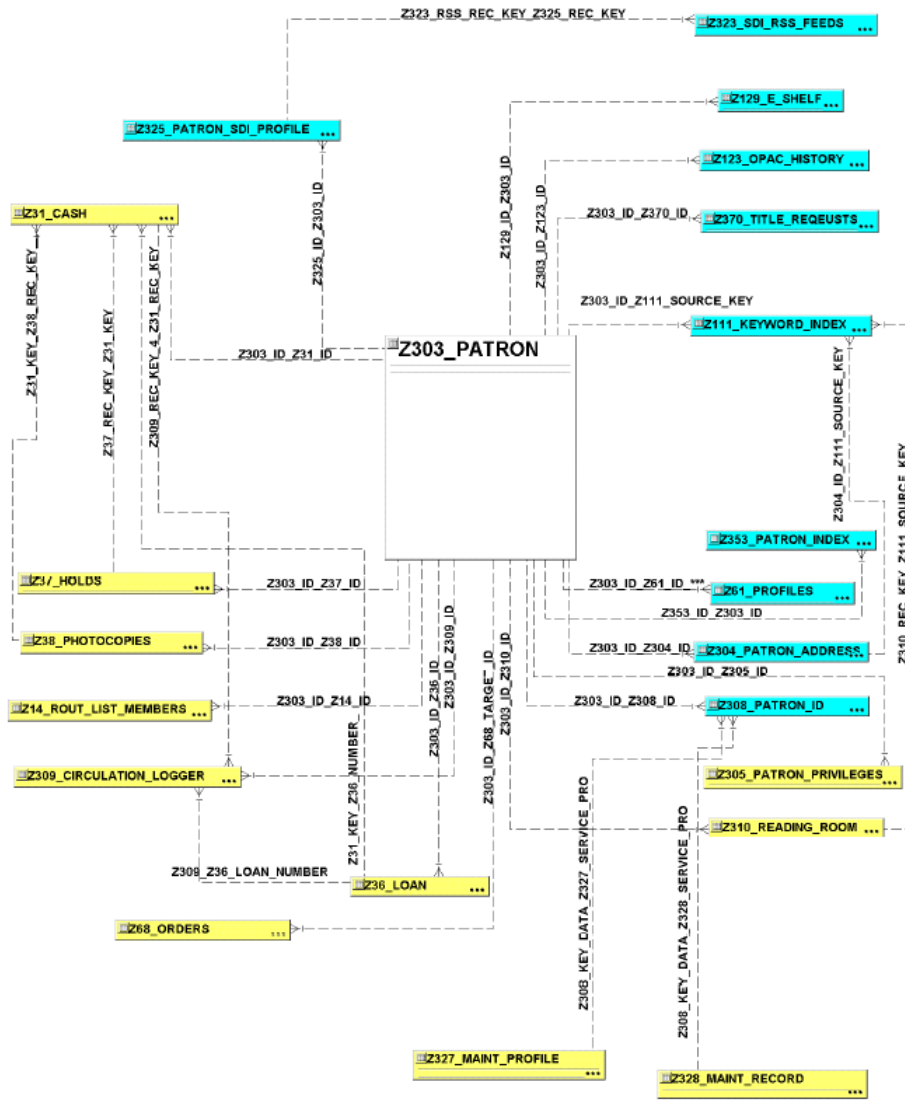 Z323_RSS_REC_KEY_Z325_REC_KEY
Z323_SDI_RSS_FEEDS ...
Z129_E_SHELF ...
Z325_PATRON_SDI_PROFILE ...
Z123_OPAC_HISTORY ...
Z31_CASH ...
Z303_ID_Z370_ID
Z370_TITLE_REQEUSTS ...
Z31_KEY_Z38_REC_KEY
Z37_REC_KEY_Z31_KEY
Z309_REC_KEY_4_Z31_REC_KEY
Z325_ID_Z303_ID
Z129_ID_Z303_ID
Z303_ID_Z123_ID
Z303_ID_Z111_SOURCE_KEY
Z111_KEYWORD_INDEX ...
Z303_ID_Z31_ID
Z303_PATRON
Z304_ID_Z111_SOURCE_KEY
Z310_REC_KEY_Z111_SOURCE_KEY
Z353_PATRON_INDEX ...
Z37_HOLDS ...
Z303_ID_Z37_ID
Z303_ID_Z61_ID
Z61_PROFILES ...
Z353_ID_Z303_ID
Z38_PHOTOCOPIES ...
Z303_ID_Z38_ID
Z303_ID_Z304_ID
Z304_PATRON_ADDRESS ...
Z303_ID_Z305_ID
Z14_ROUT_LIST_MEMBERS ...
Z303_ID_Z14_ID
Z303_ID_Z36_ID
Z303_ID_Z309_ID
Z303_ID_Z68_TARGET_ID
Z303_ID_Z310_ID
Z303_ID_Z308_ID
Z308_PATRON_ID ...
Z309_CIRCULATION_LOGGER ...
Z305_PATRON_PRIVILEGES ...
Z31_KEY_Z36_NUMBER
Z310_READING_ROOM ...
Z309_Z36_LOAN_NUMBER
Z36_LOAN ...
Z308_KEY_DATA_Z327_SERVICE_PRO
Z308_KEY_DATA_Z328_SERVICE_PRO
Z68_ORDERS ...
Z327_MAINT_PROFILE ...
Z328_MAINT_RECORD ...